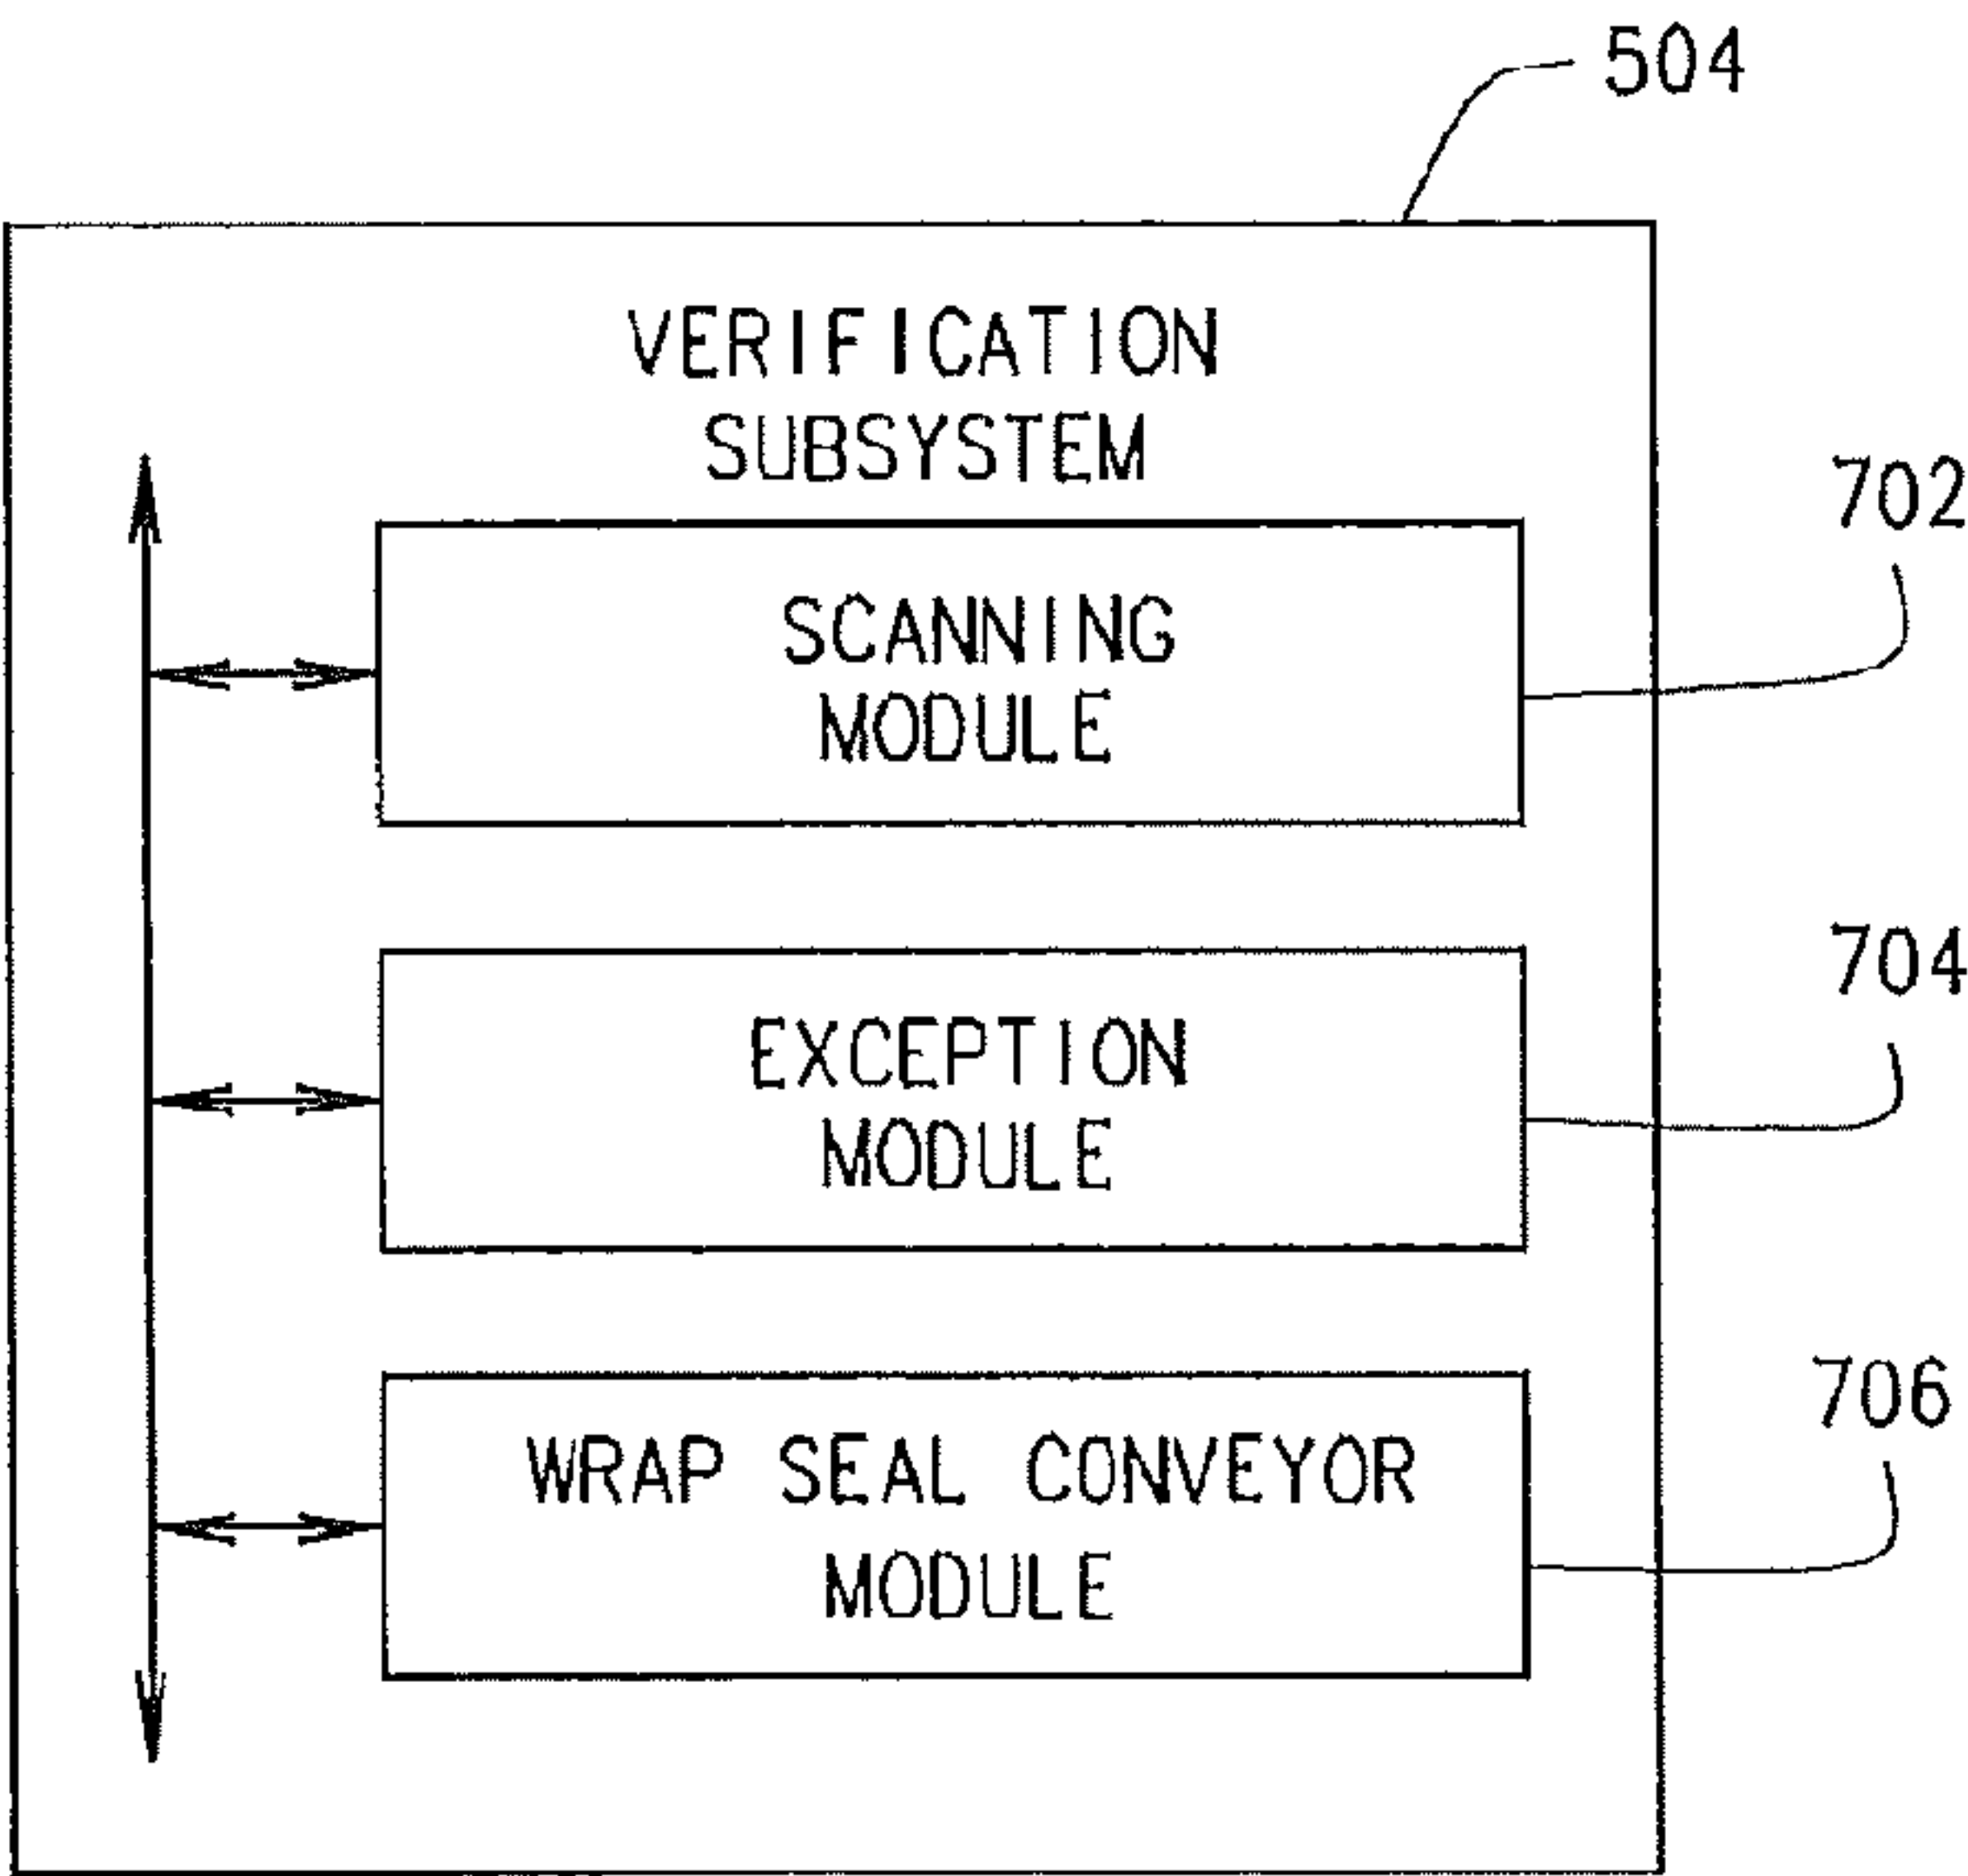 504
VERIFICATION
SUBSYSTEM
702
SCANNING
MODULE
704
EXCEPTION
MODULE
706
WRAP SEAL CONVEYOR
MODULE